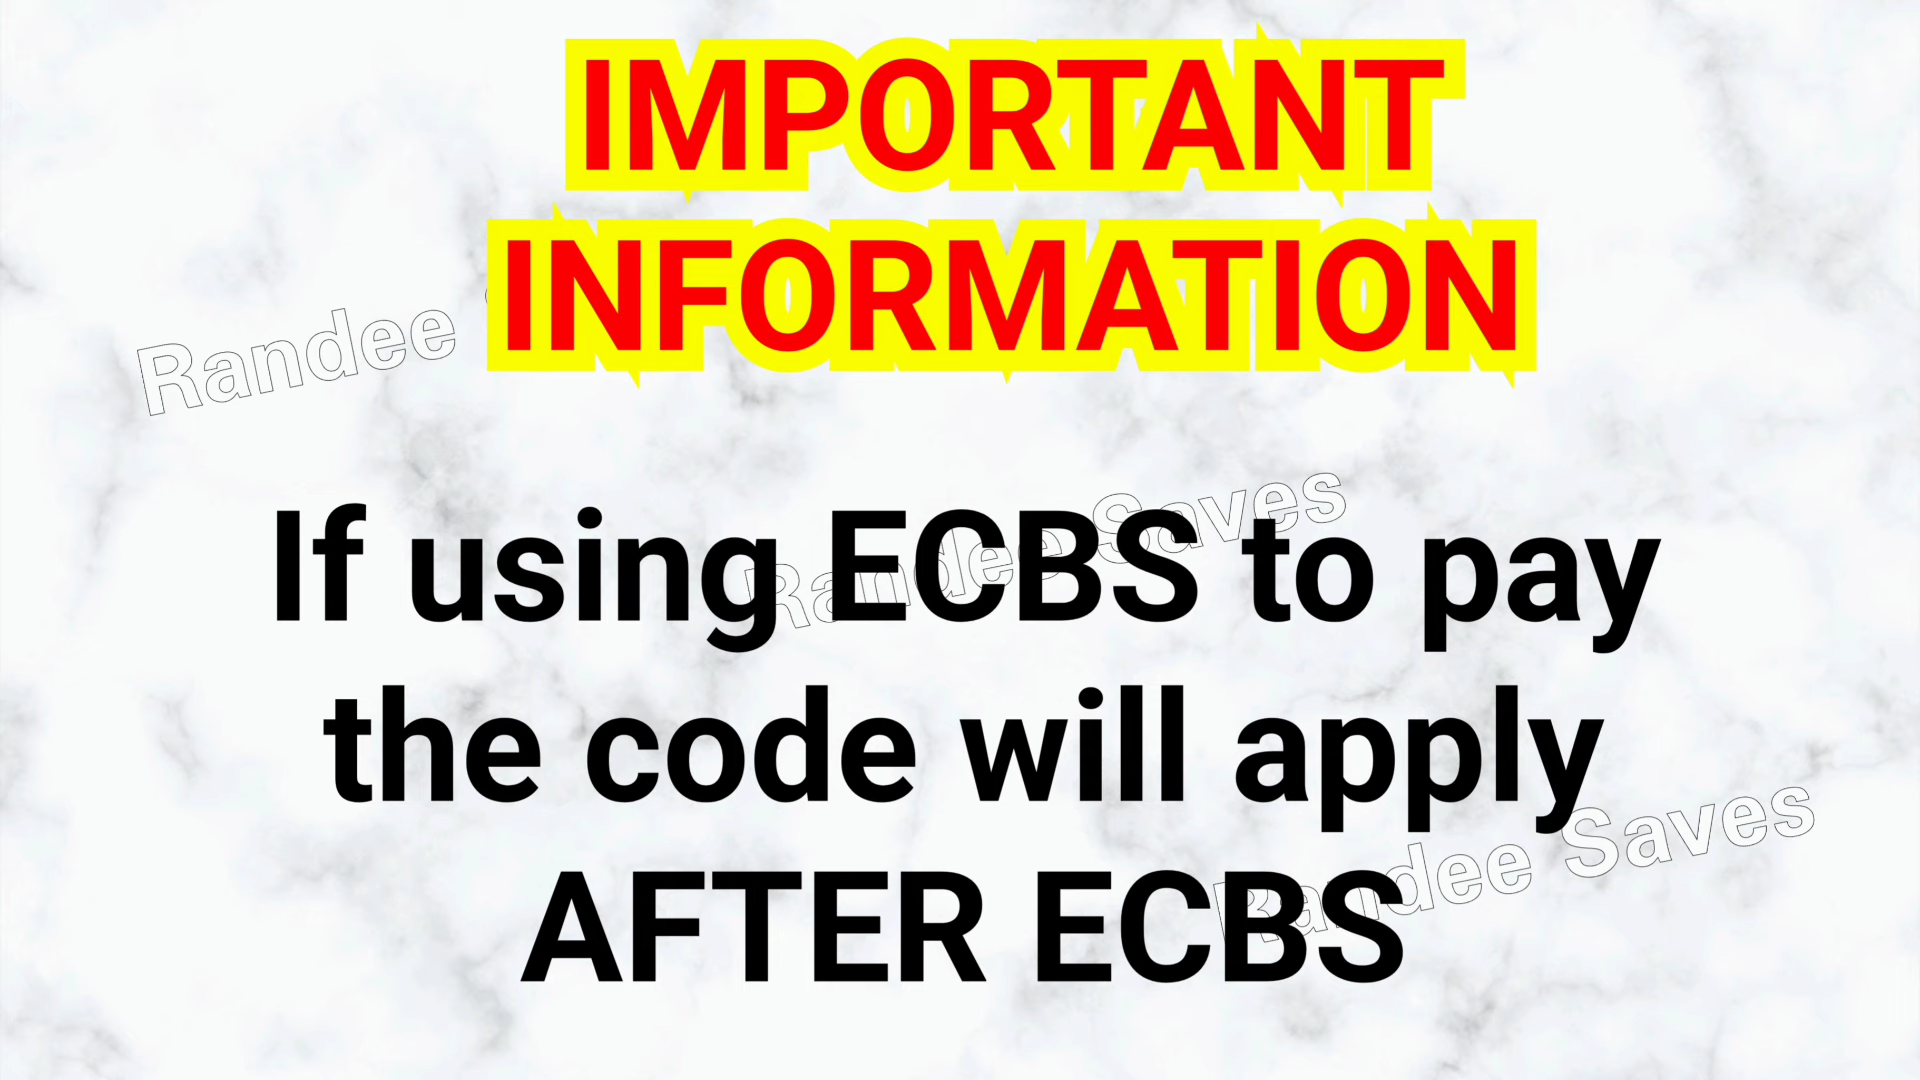 IMPORTANT
INFORMATION
Randee
Randee Saves
If using ECBS to pay
the code will apply
Randee Saves
AFTER ECBS